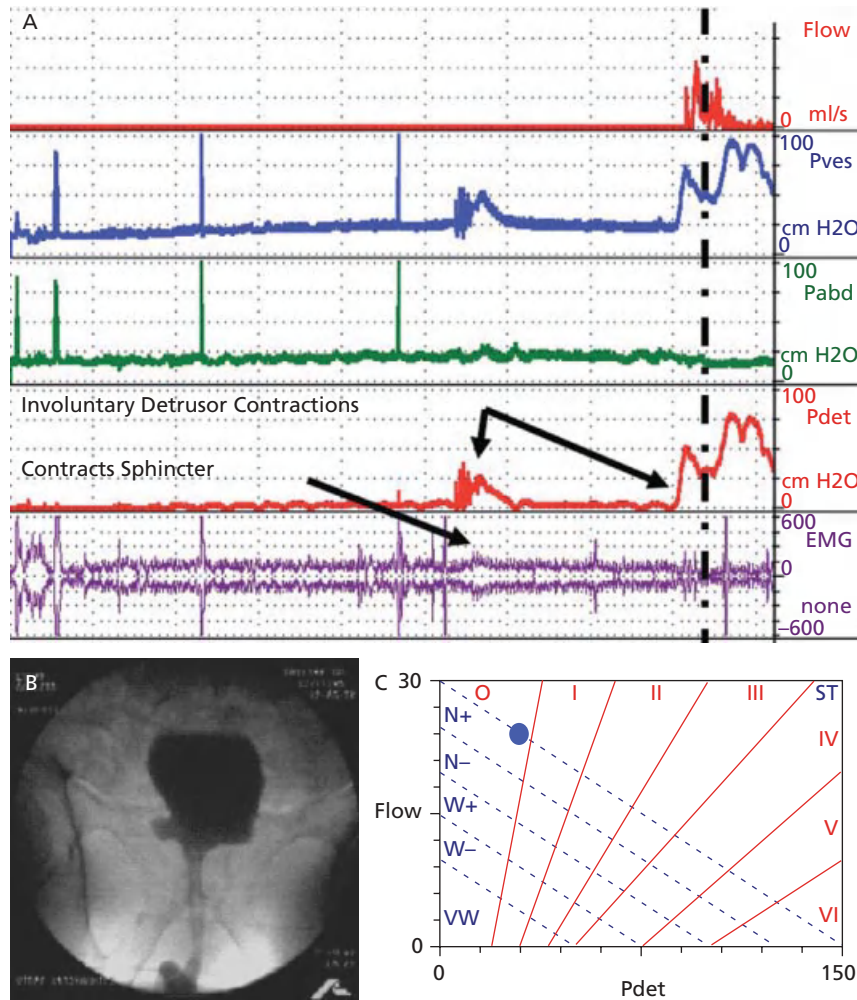 A
Flow
0
ml/s
100
Pves
cm H2O
0
100
Pabd
cm H2O
0
Involuntary Detrusor Contractions
100
Pdet
Contracts Sphincter
cm H2O
0
600
EMG
0
none
–600
B
C
30
O
I
II
III
ST
N+
IV
N–
Flow
W+
V
W–
VW
VI
0
0
150
Pdet